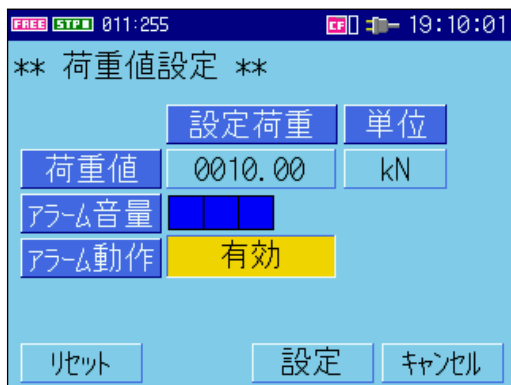 FREE STPⅡ 011:255 CF 19:10:01
** 荷重値設定 **
設定荷重 単位
荷重値 0010.00 kN
アラーム音量
アラーム動作 有効
リセット 設定 キャンセル